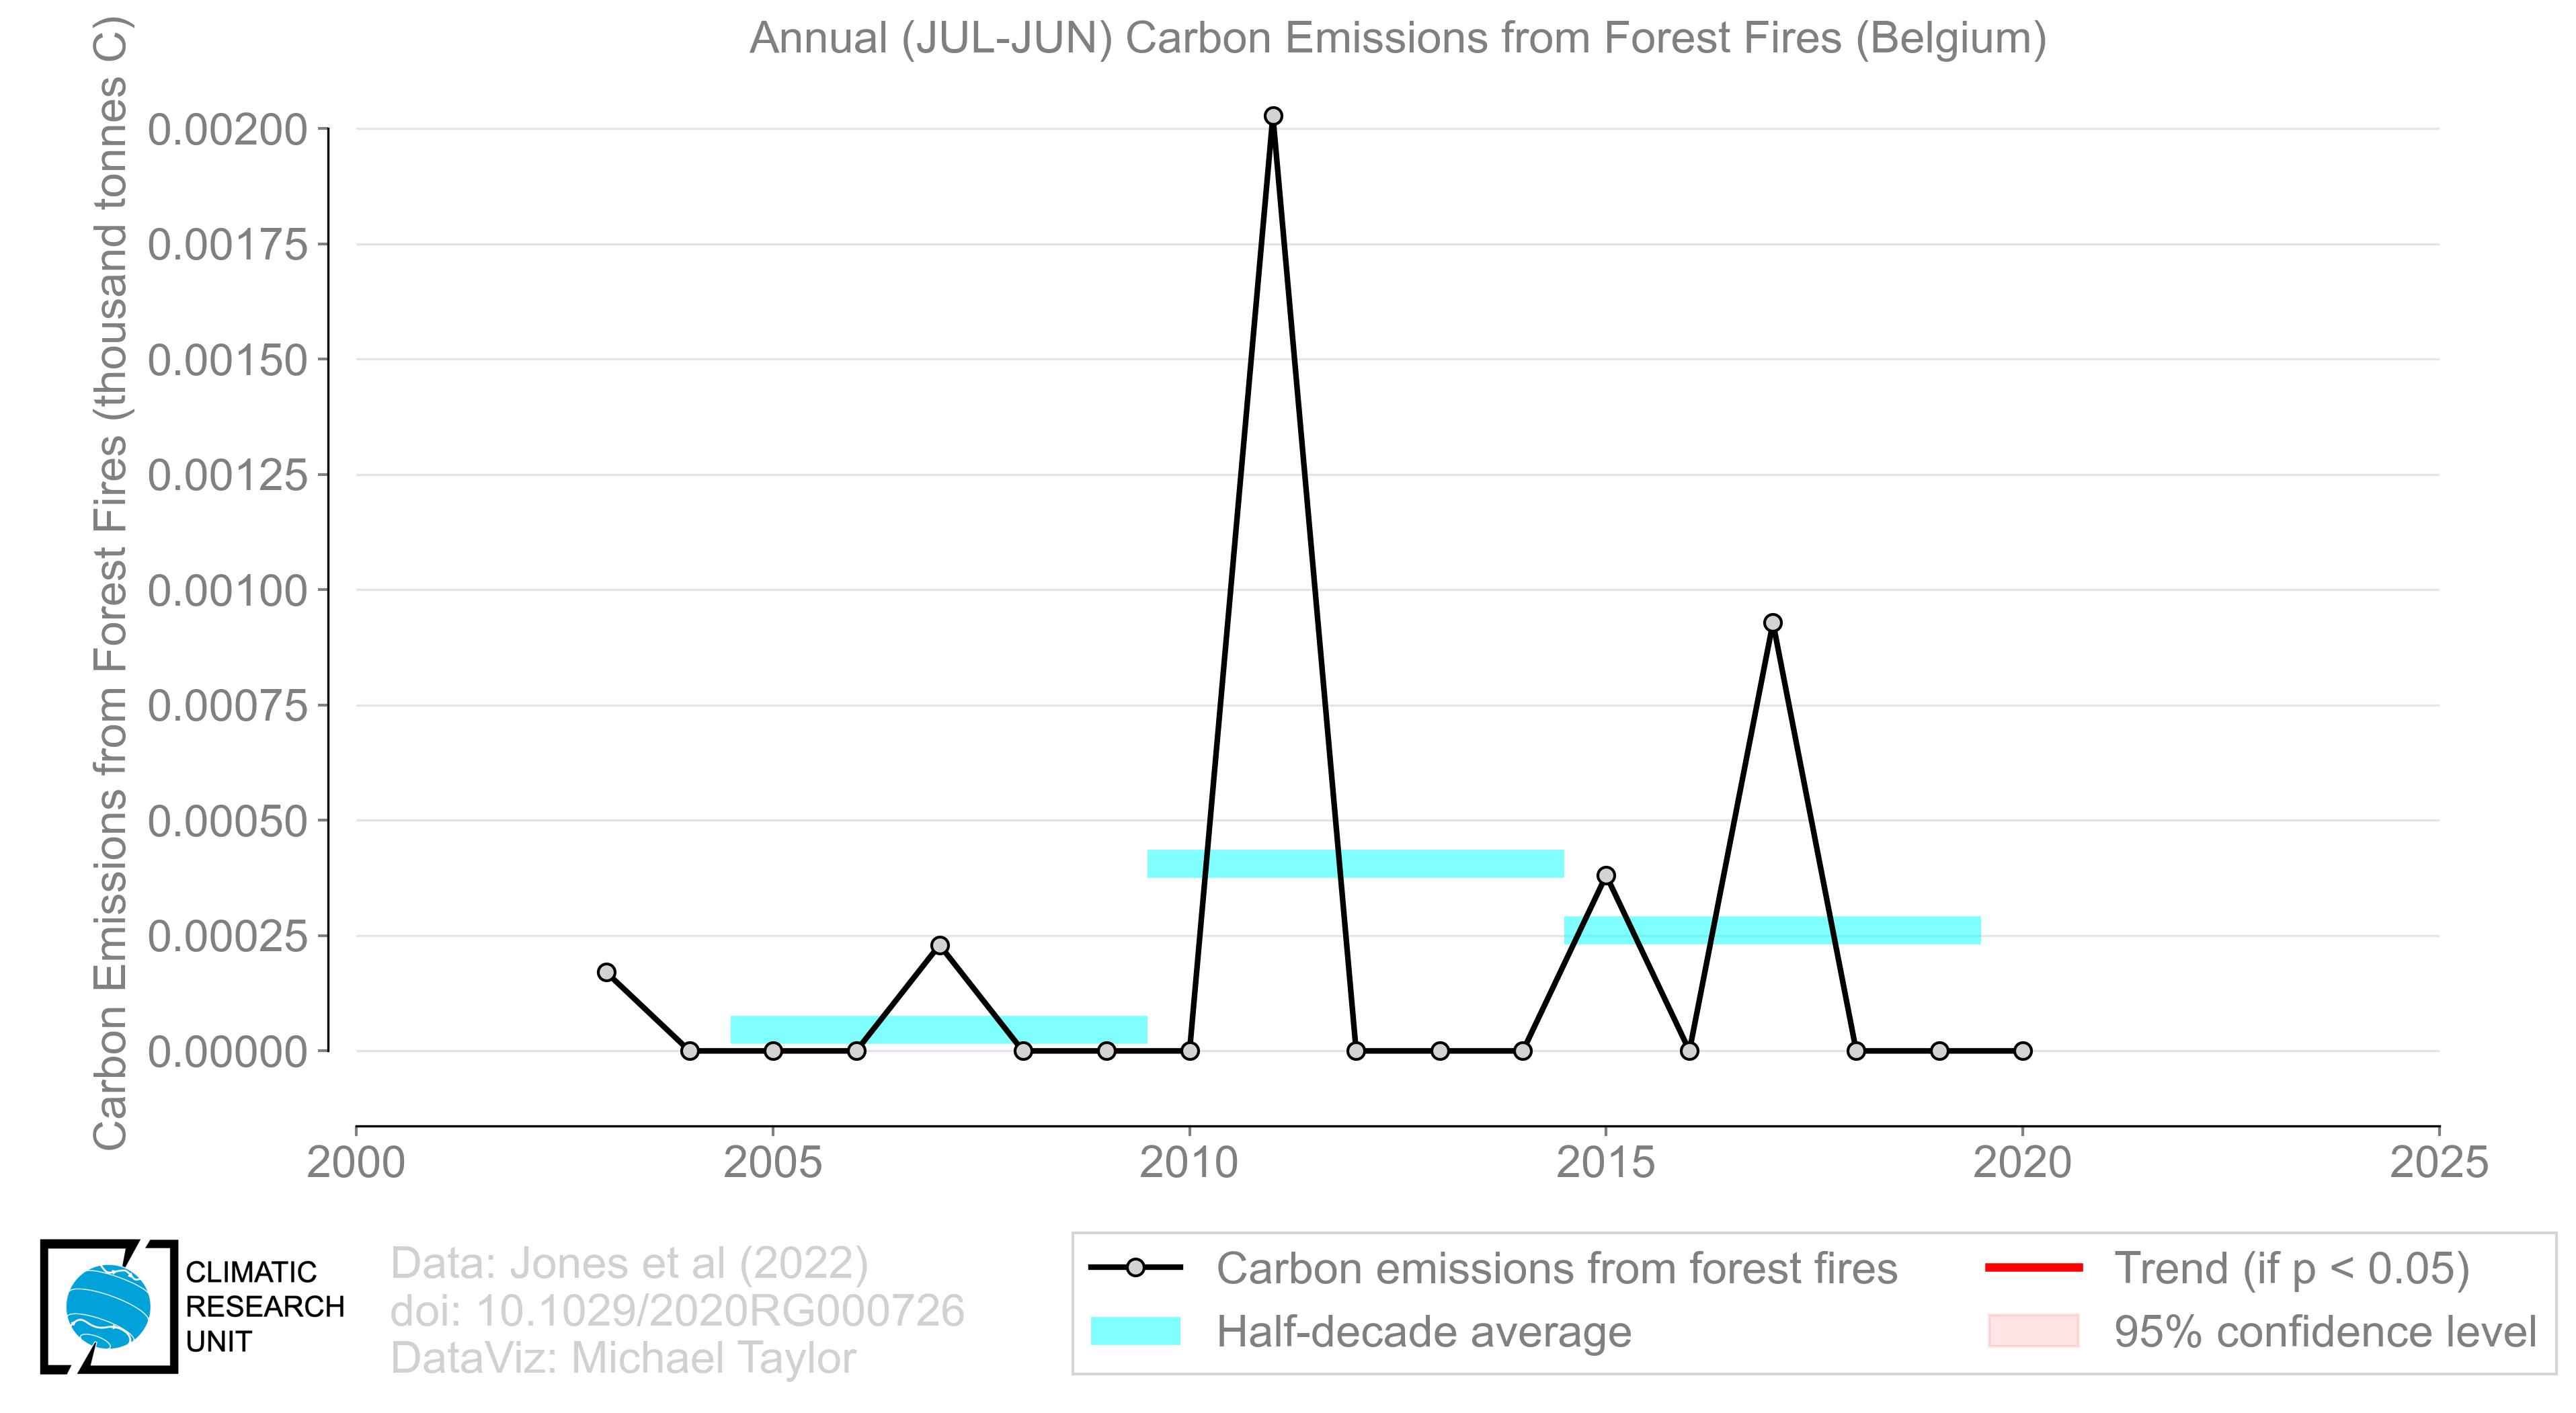 Annual (JUL-JUN) Carbon Emissions from Forest Fires (Belgium)
Carbon Emissions from Forest Fires (thousand tonnes C)
0.00200
0.00175
0.00150
0.00125
0.00100
0.00075
0.00050
0.00025
0.00000
2000 2005 2010 2015 2020 2025
CLIMATIC
RESEARCH
UNIT
Data: Jones et al (2022)
doi: 10.1029/2020RG000726
DataViz: Michael Taylor
Carbon emissions from forest fires
Half-decade average
Trend (if p < 0.05)
95% confidence level